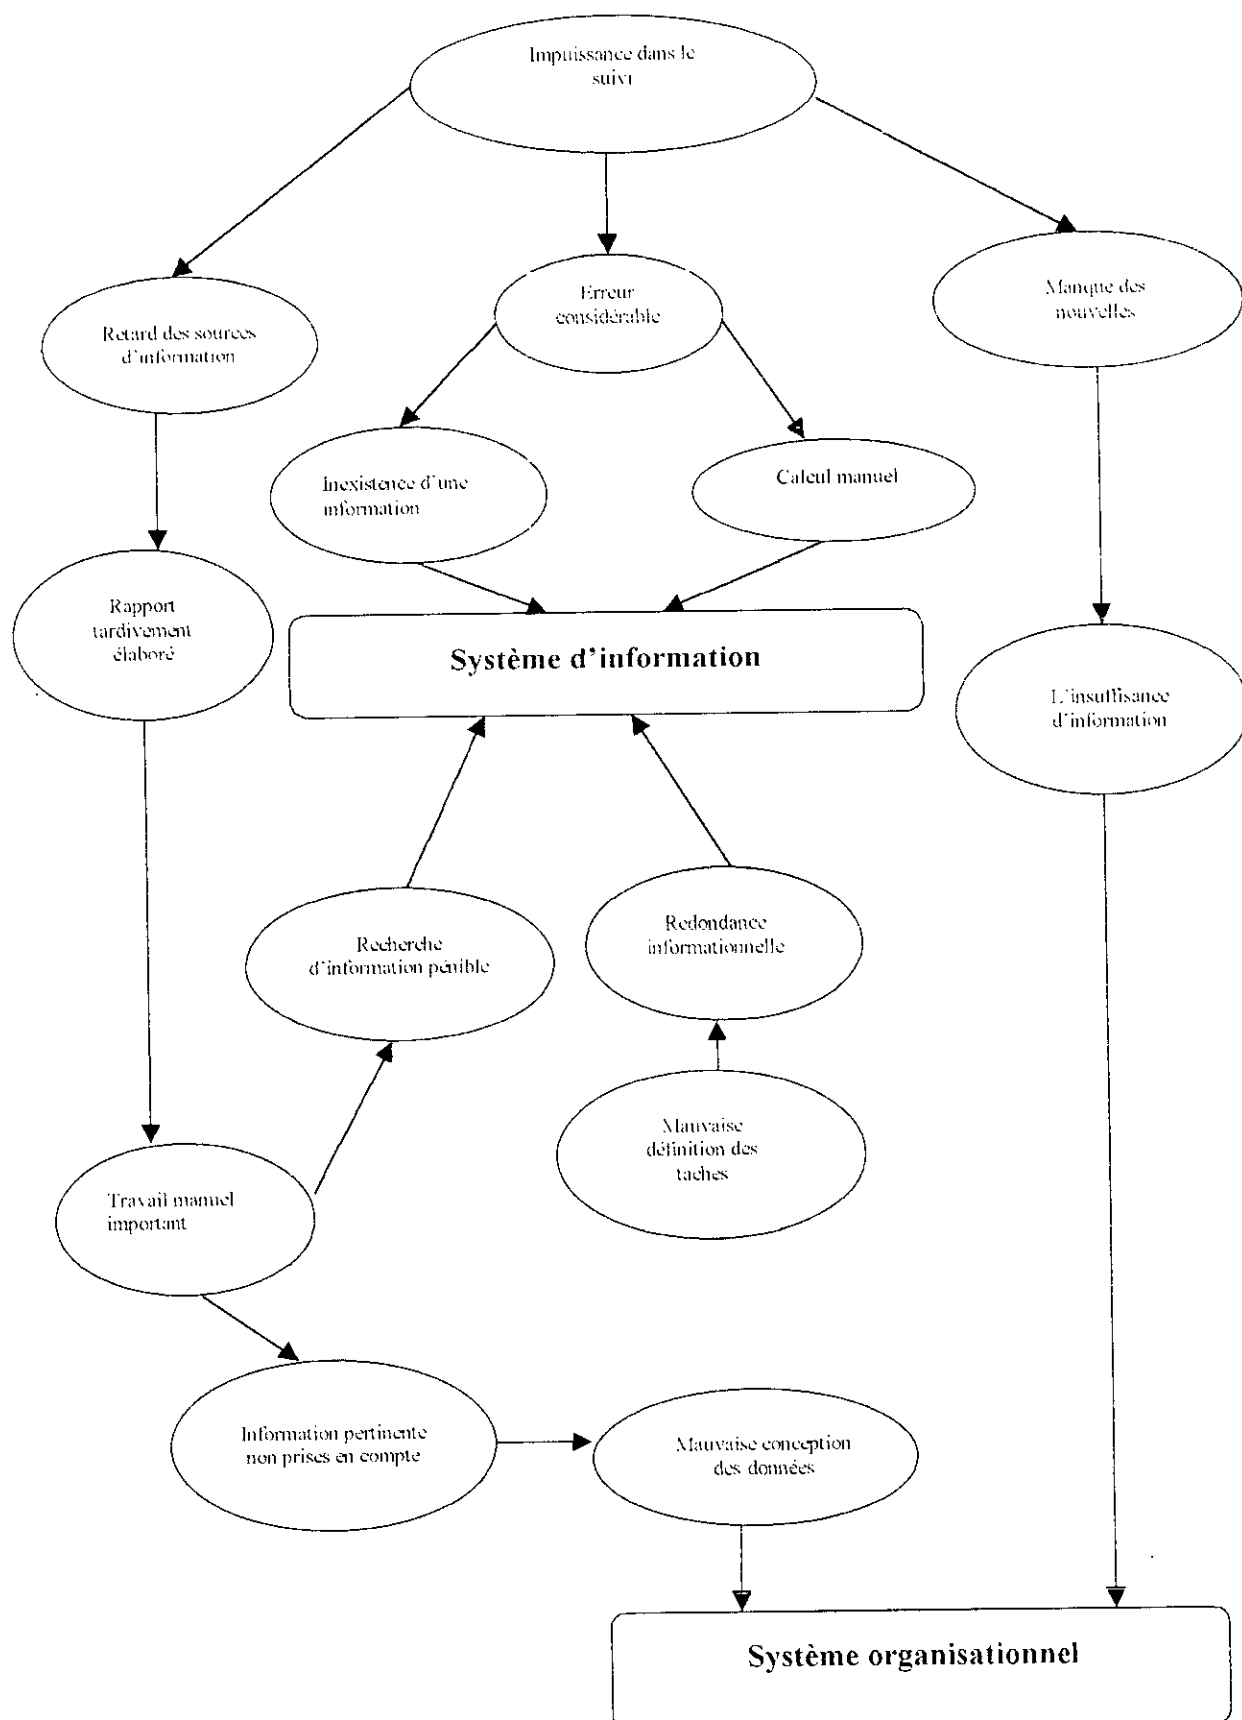 Impuissance dans le
suivi
Erreur
considérable
Manque des
nouvelles
Retard des sources
d'information
Inexistence d'une
information
Calcul manuel
Rapport
tardivement
élaboré
Système d'information
L'insuffisance
d'information
Recherche
d'information pénible
Redondance
informationnelle
Mauvaise
définition des
taches
Travail manuel
important
Information pertinente
non prises en compte
Mauvaise conception
des données
Système organisationnel